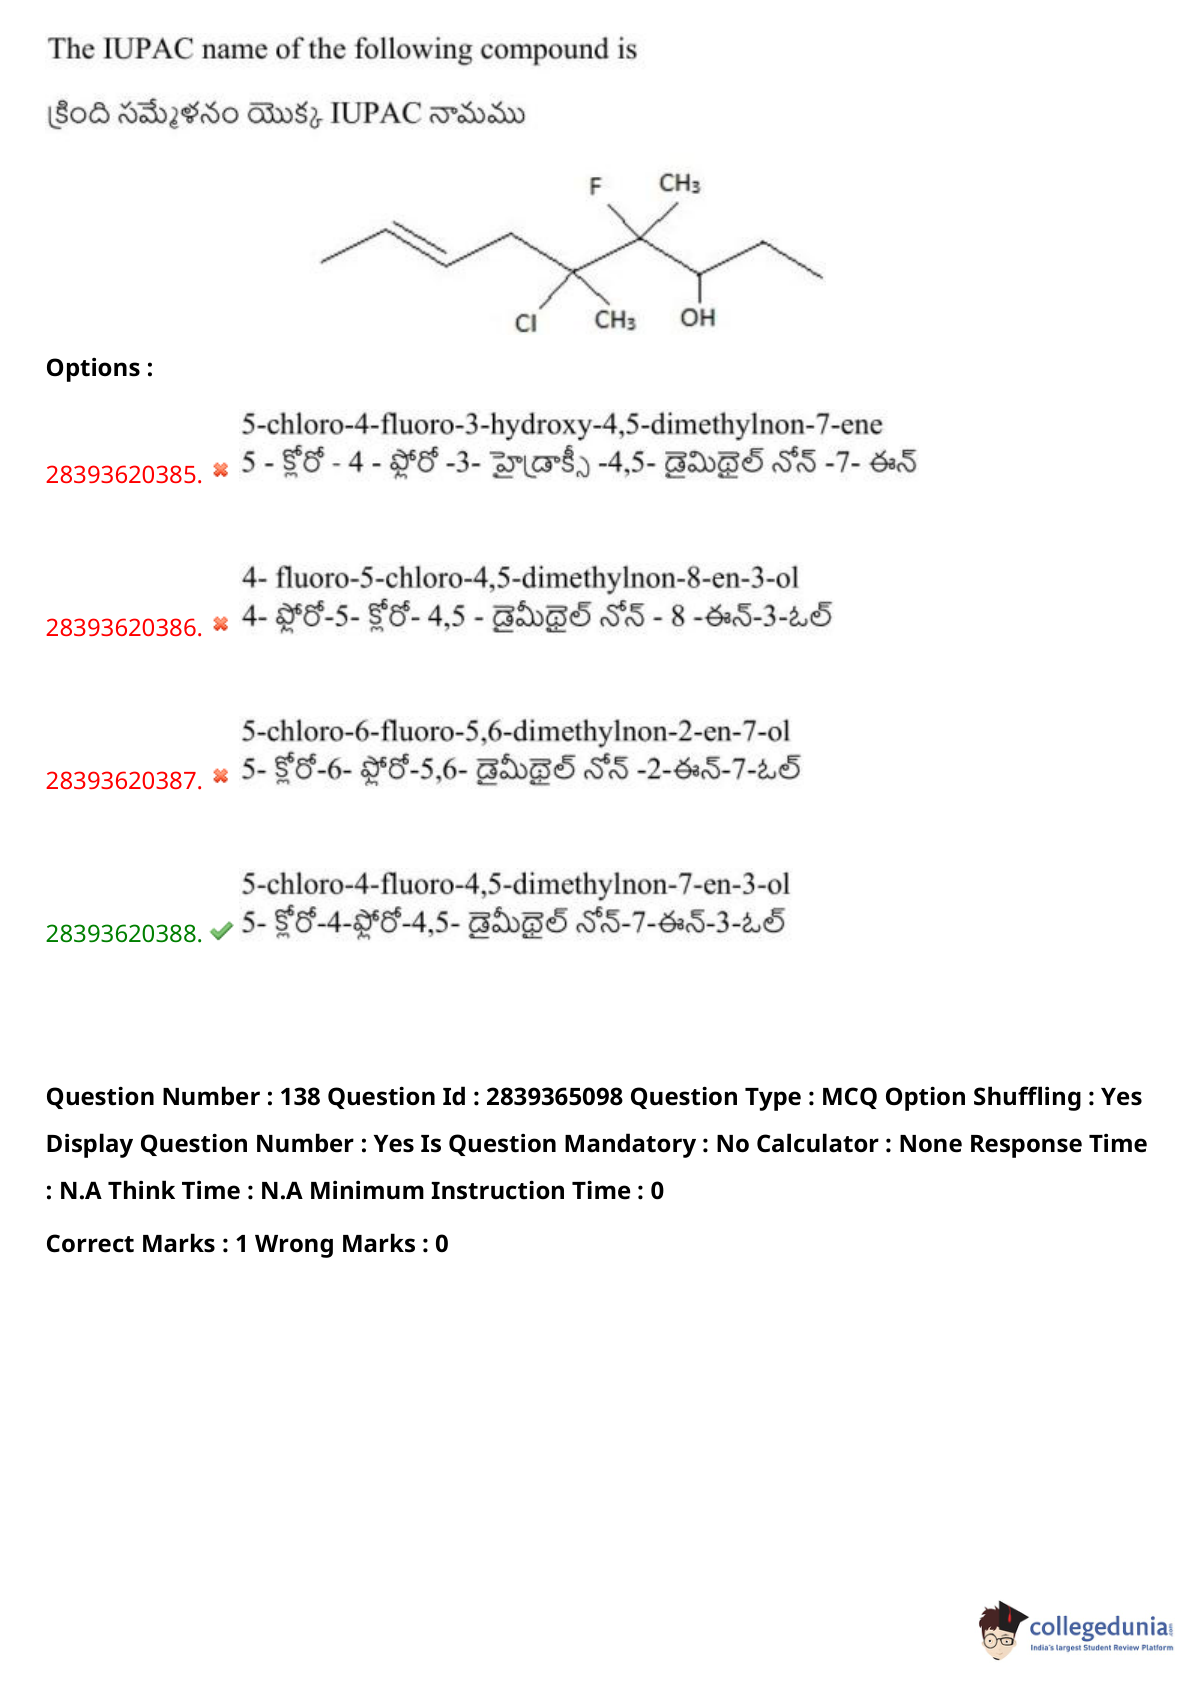 The IUPAC name of the following compound is
క్రింది సమ్మేళనం యొక్క IUPAC నామము
F CH₃
Cl CH₃ OH
Options :
5-chloro-4-fluoro-3-hydroxy-4,5-dimethylnon-7-ene
28393620385. 5 - క్లోరో - 4 - ఫ్లోరో -3- హైడ్రాక్సీ -4,5- డైమిథైల్ నోన్ -7- ఈన్
4- fluoro-5-chloro-4,5-dimethylnon-8-en-3-ol
28393620386. 4- ఫ్లోరో-5- క్లోరో- 4,5 - డైమీథైల్ నోన్ - 8 -ఈన్-3-ఓల్
5-chloro-6-fluoro-5,6-dimethylnon-2-en-7-ol
28393620387. 5- క్లోరో-6- ఫ్లోరో-5,6- డైమీథైల్ నోన్ -2-ఈన్-7-ఓల్
5-chloro-4-fluoro-4,5-dimethylnon-7-en-3-ol
28393620388. 5- క్లోరో-4-ఫ్లోరో-4,5- డైమీథైల్ నోన్-7-ఈన్-3-ఓల్
Question Number : 138 Question Id : 2839365098 Question Type : MCQ Option Shuffling : Yes
Display Question Number : Yes Is Question Mandatory : No Calculator : None Response Time
: N.A Think Time : N.A Minimum Instruction Time : 0
Correct Marks : 1 Wrong Marks : 0
collegedunia
India's largest Student Review Platform